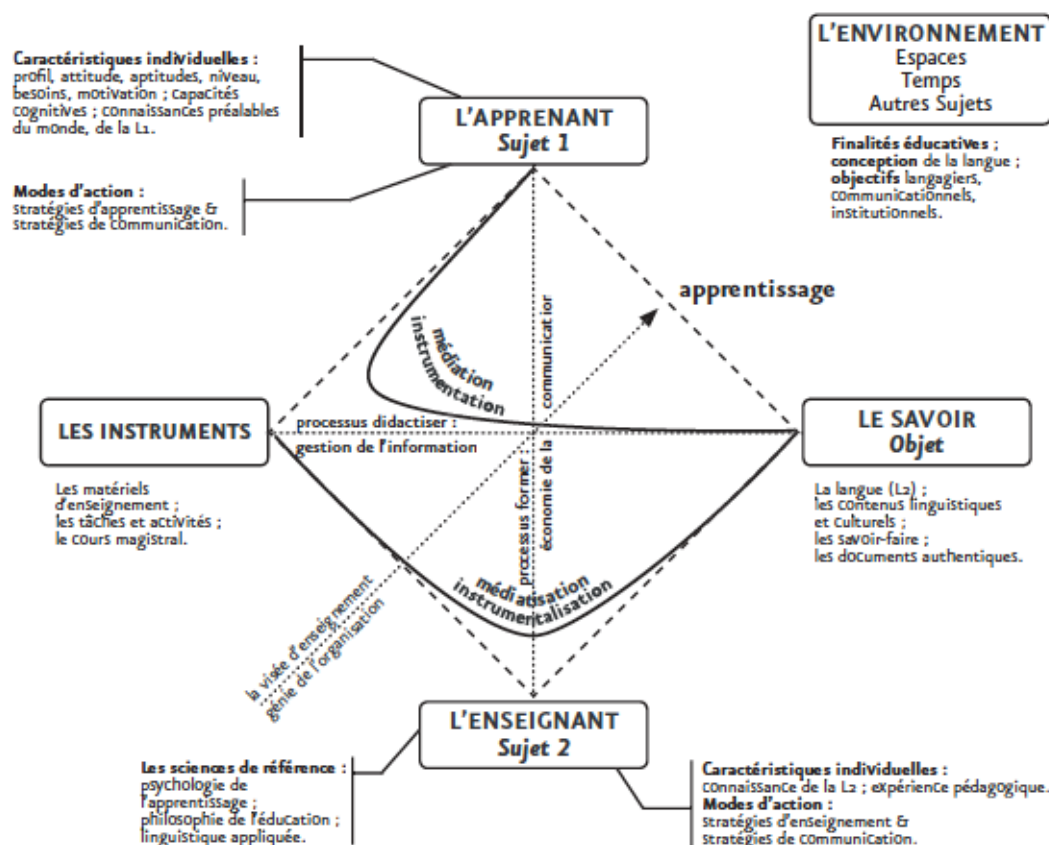 Caractéristiques individuelles :
profil, attitude, aptitudes, niveau,
besoins, motivation ; capacités
cognitives ; connaissances préalables
du monde, de la L1.
L'APPRENANT
Sujet 1
Modes d'action :
stratégies d'apprentissage &
stratégies de communication.
L'ENVIRONNEMENT
Espaces
Temps
Autres Sujets
Finalités éducatives ;
conception de la langue ;
objectifs langagiers,
communicationnels,
institutionnels.
apprentissage
médiation
instrumentation
communication
processus didactiser :
gestion de l'information
processus former :
économie de la
LES INSTRUMENTS
Les matériels
d'enseignement ;
les tâches et activités ;
le cours magistral.
LE SAVOIR
Objet
La langue (L2) ;
les contenus linguistiques
et culturels ;
les savoir-faire ;
les documents authentiques.
médiatisation
instrumentalisation
la visée d'enseignement
génie de l'organisation
L'ENSEIGNANT
Sujet 2
Les sciences de référence :
psychologie de
l'apprentissage ;
philosophie de l'éducation ;
linguistique appliquée.
Caractéristiques individuelles :
connaissance de la L2 ; expérience pédagogique.
Modes d'action :
stratégies d'enseignement &
stratégies de communication.